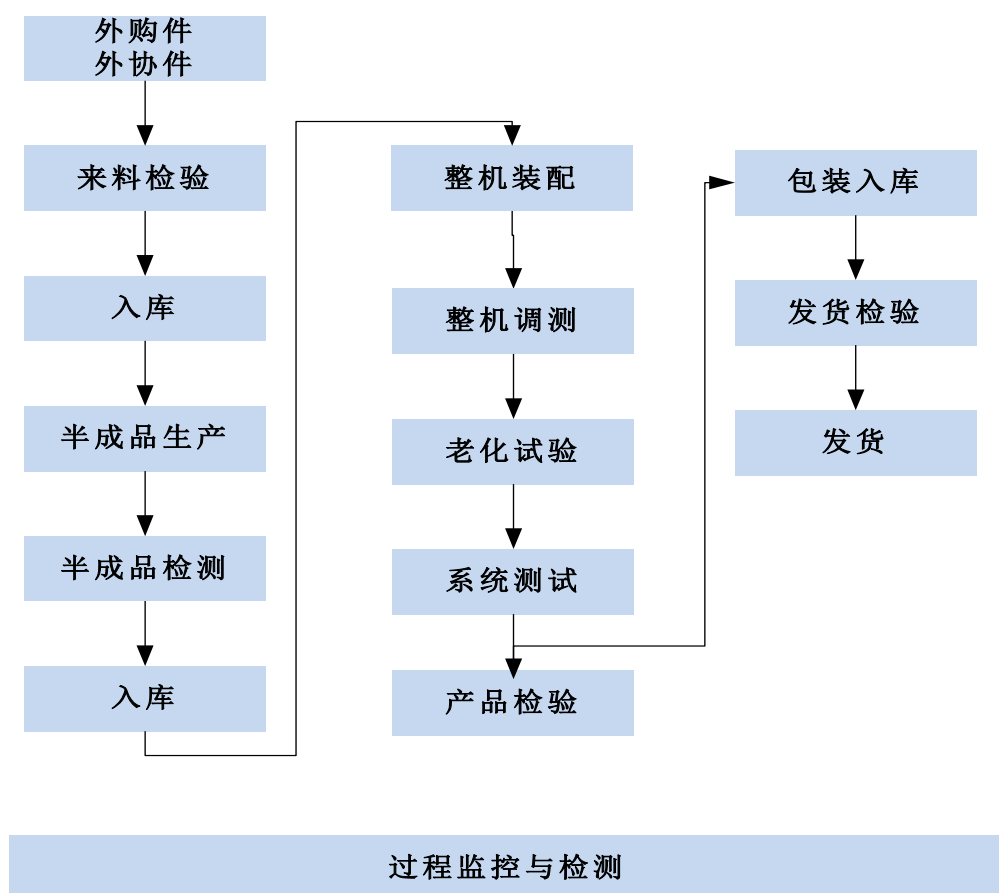 外购件
外协件
来料检验
入库
半成品生产
半成品检测
入库
整机装配
整机调测
老化试验
系统测试
产品检验
包装入库
发货检验
发货
过程监控与检测